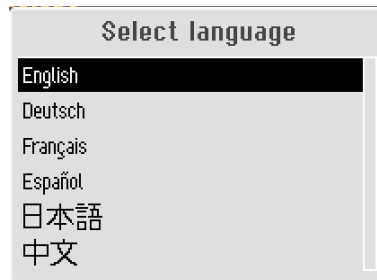 Select language
English
Deutsch
Français
Español
日本語
中文